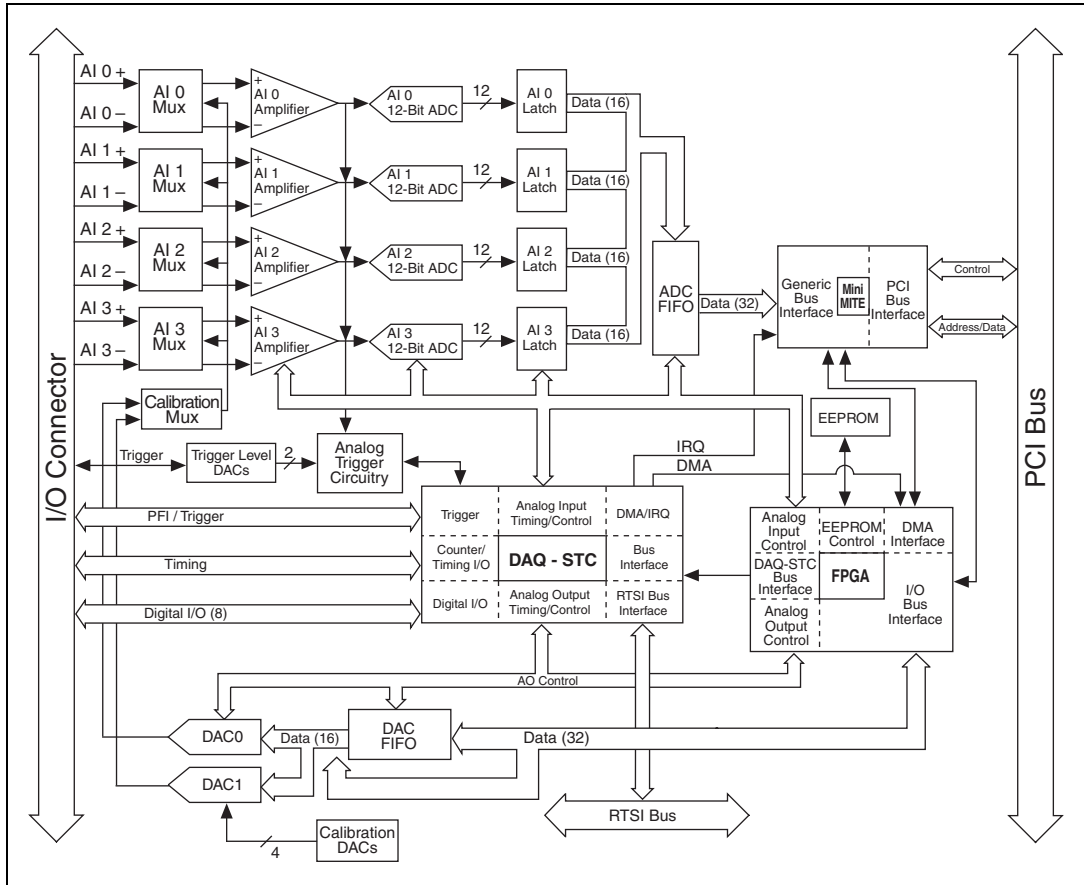 I/O Connector
AI 0 +
AI 0 –
AI 0
Mux
+
AI 0
Amplifier
–
AI 0
12-Bit ADC
12
AI 0
Latch
Data (16)
AI 1 +
AI 1 –
AI 1
Mux
+
AI 1
Amplifier
–
AI 1
12-Bit ADC
12
AI 1
Latch
Data (16)
AI 2 +
AI 2 –
AI 2
Mux
+
AI 2
Amplifier
–
AI 2
12-Bit ADC
12
AI 2
Latch
Data (16)
AI 3 +
AI 3 –
AI 3
Mux
+
AI 3
Amplifier
–
AI 3
12-Bit ADC
12
AI 3
Latch
Data (16)
ADC
FIFO
Data (32)
Generic
Bus
Interface
Mini
MITE
PCI
Bus
Interface
Control
Address/Data
PCI Bus
Calibration
Mux
Trigger
Trigger Level
DACs
2
Analog
Trigger
Circuitry
IRQ
DMA
EEPROM
PFI / Trigger
Timing
Digital I/O (8)
Trigger
Analog Input
Timing/Control
DMA/IRQ
Counter/
Timing I/O
DAQ - STC
Bus
Interface
Digital I/O
Analog Output
Timing/Control
RTSI Bus
Interface
Analog
Input
Control
EEPROM
Control
DMA
Interface
DAQ-STC
Bus
Interface
FPGA
I/O
Bus
Interface
Analog
Output
Control
AO Control
DAC0
Data (16)
DAC
FIFO
Data (32)
DAC1
4
Calibration
DACs
RTSI Bus